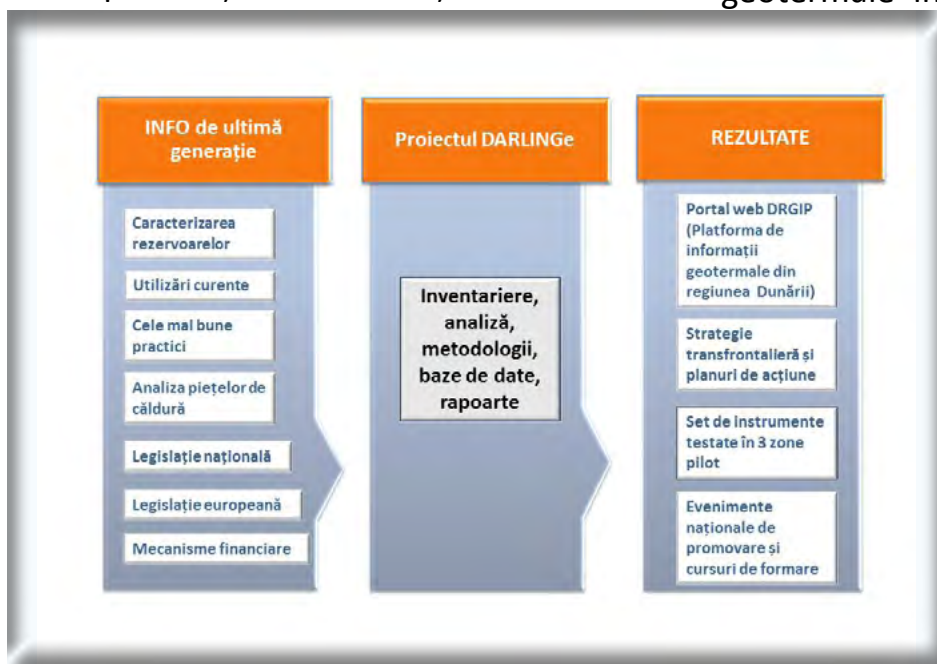 geotermale în
INFO de ultimă
generație
Caracterizarea
rezervoarelor
Utilizări curente
Cele mai bune
practici
Analiza piețelor de
căldură
Legislație națională
Legislație europeană
Mecanisme financiare
Proiectul DARLINGe
Inventariere,
analiză,
metodologii,
baze de date,
rapoarte
REZULTATE
Portal web DRGIP
(Platforma de
informații
geotermale din
regiunea Dunării)
Strategie
transfrontalieră și
planuri de acțiune
Set de instrumente
testate în 3 zone
pilot
Evenimente
naționale de
promovare și
cursuri de formare